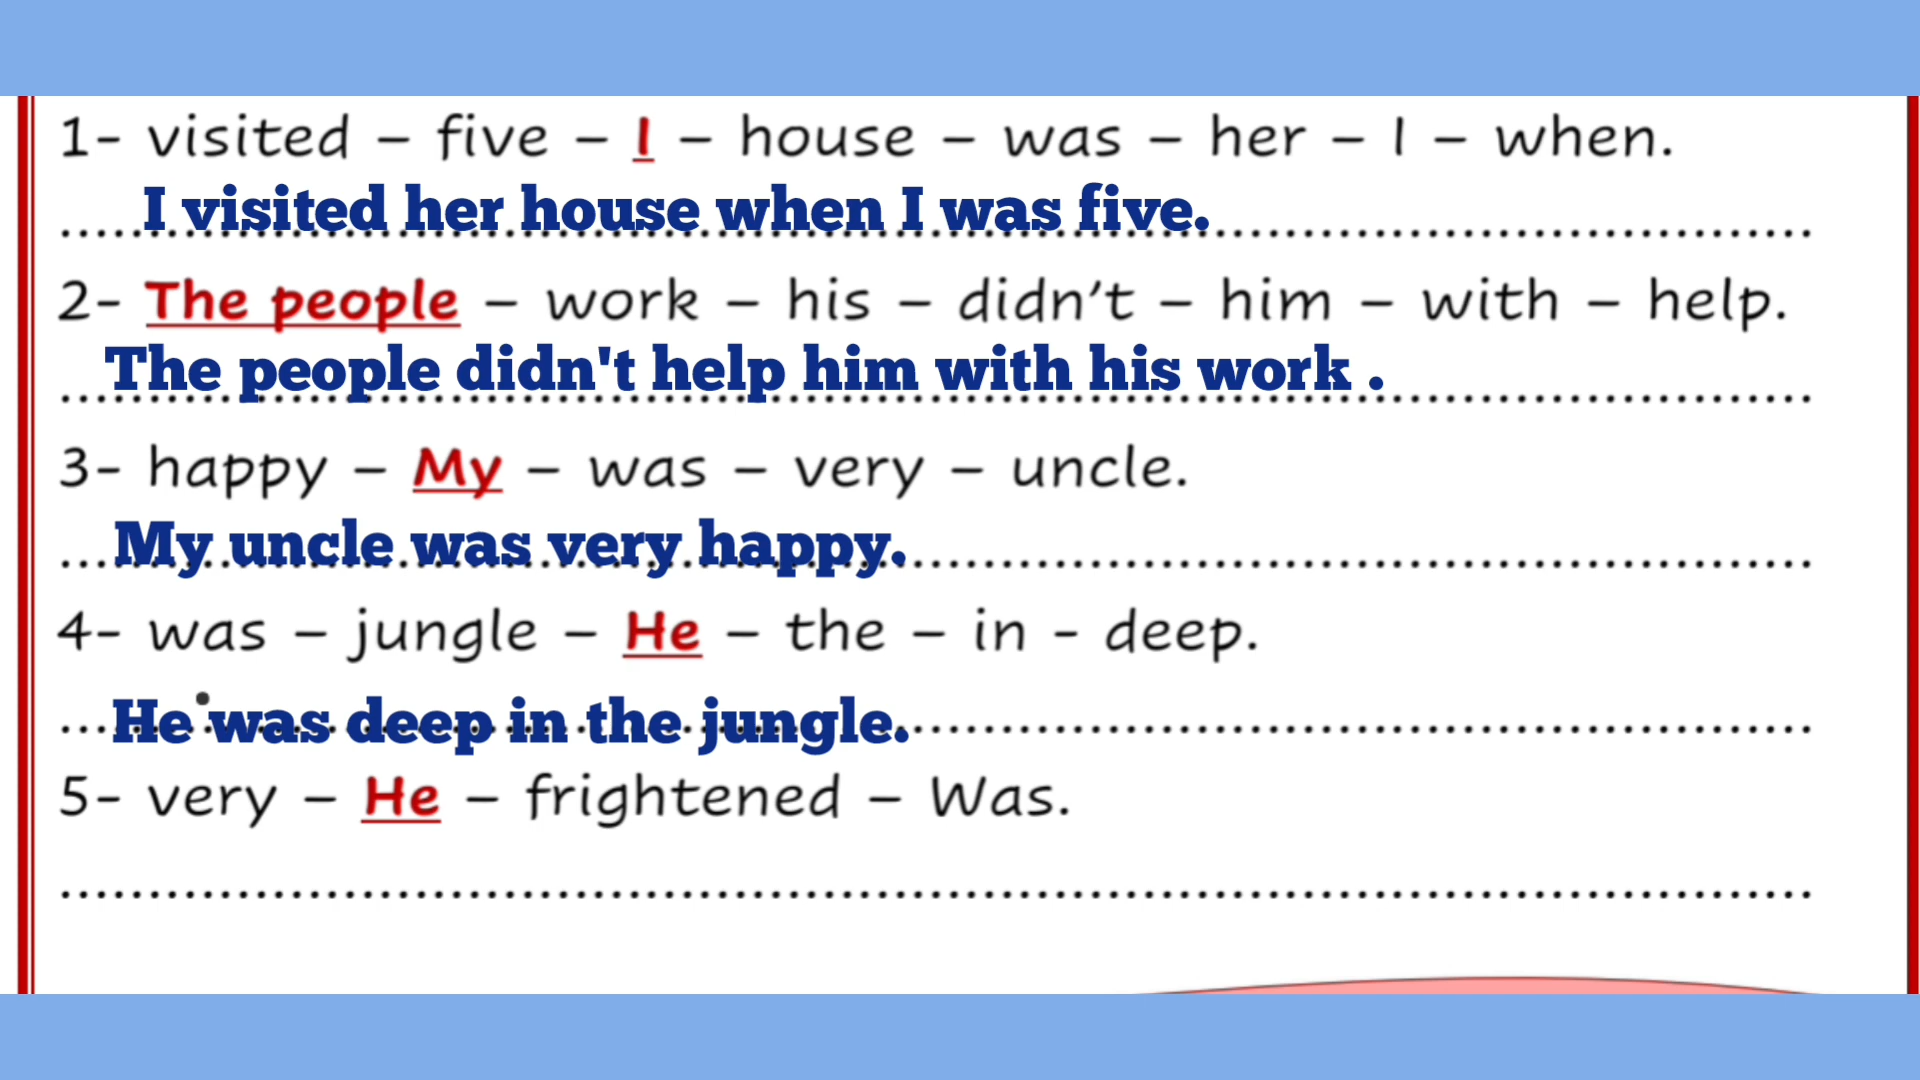 1- visited – five – I – house – was – her – I – when.
I visited her house when I was five.
2- The people – work – his – didn’t – him – with – help.
The people didn't help him with his work .
3- happy – My – was – very – uncle.
My uncle was very happy.
4- was – jungle – He – the – in - deep.
He was deep in the jungle.
5- very – He – frightened – Was.